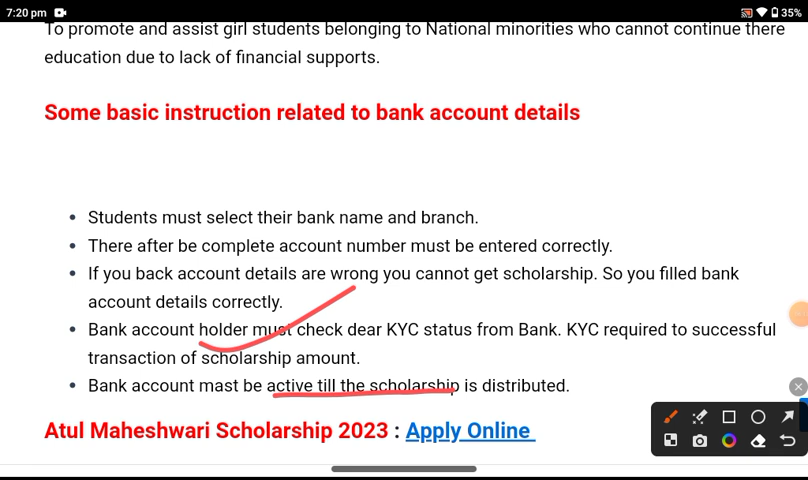 7:20 pm 35%
To promote and assist girl students belonging to National minorities who cannot continue there
education due to lack of financial supports.
Some basic instruction related to bank account details
• Students must select their bank name and branch.
• There after be complete account number must be entered correctly.
• If you back account details are wrong you cannot get scholarship. So you filled bank
account details correctly.
• Bank account holder must check dear KYC status from Bank. KYC required to successful
transaction of scholarship amount.
• Bank account mast be active till the scholarship is distributed.
Atul Maheshwari Scholarship 2023 : Apply Online